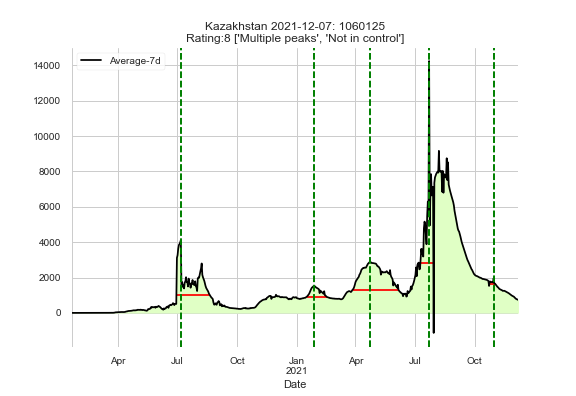 Kazakhstan 2021-12-07: 1060125
Rating:8 ['Multiple peaks', 'Not in control']
Average-7d
14000
12000
10000
8000
6000
4000
2000
0
Apr Jul Oct Jan Apr Jul Oct
2021
Date